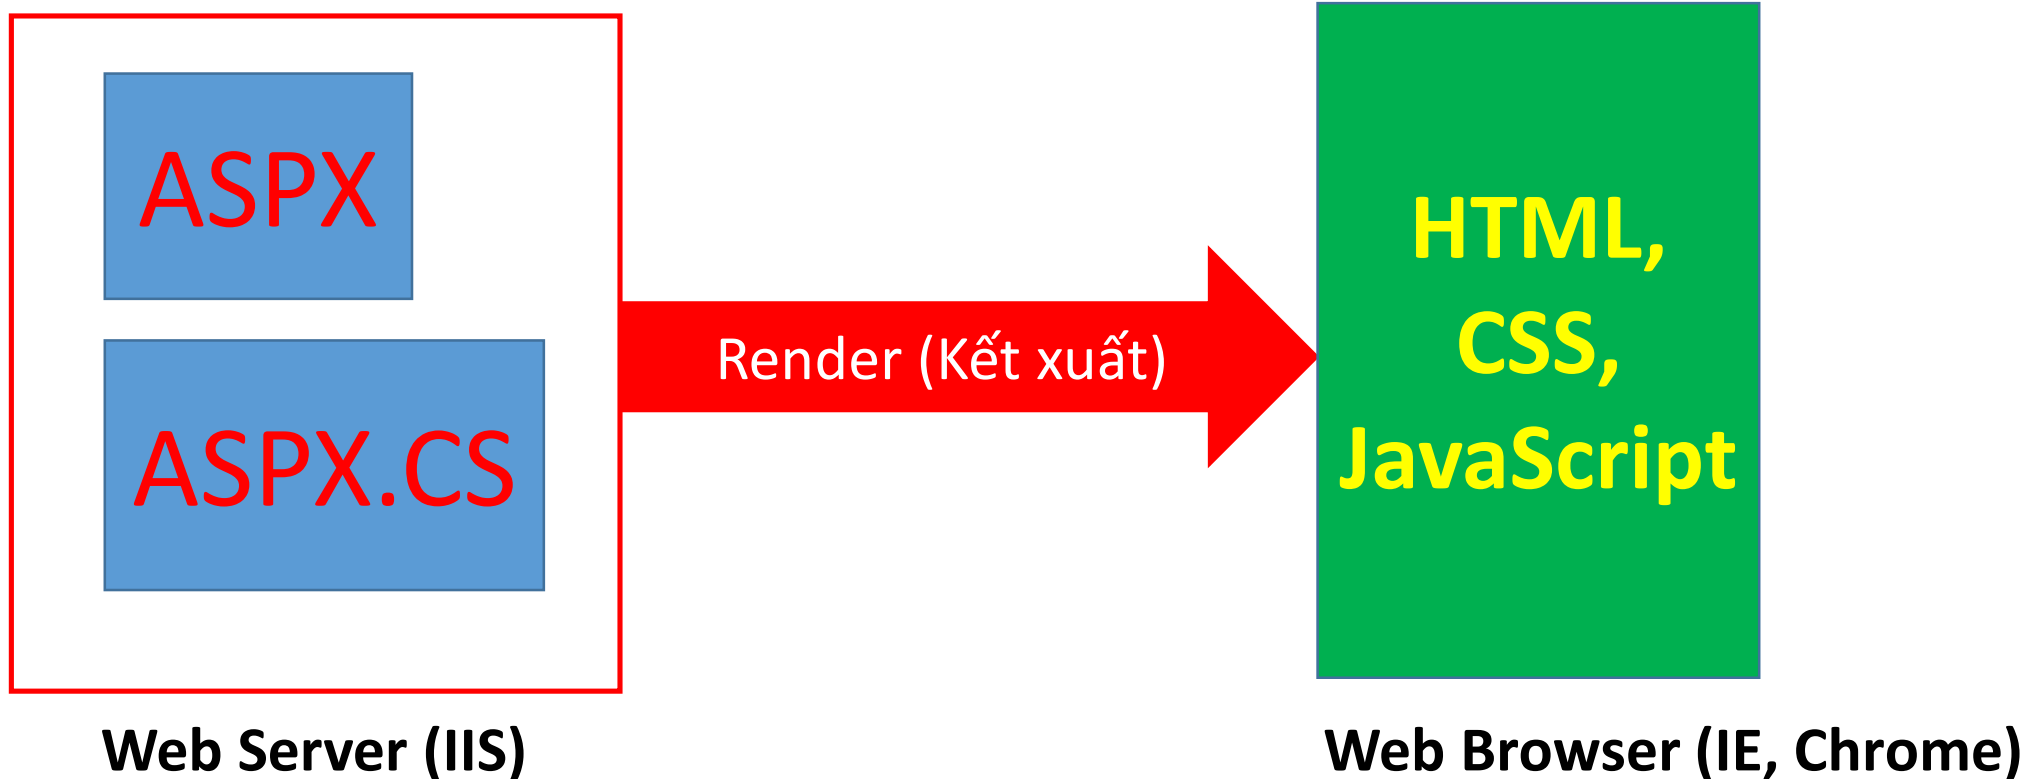 ASPX
ASPX.CS
Render (Kết xuất)
HTML,
CSS,
JavaScript
Web Server (IIS)
Web Browser (IE, Chrome)